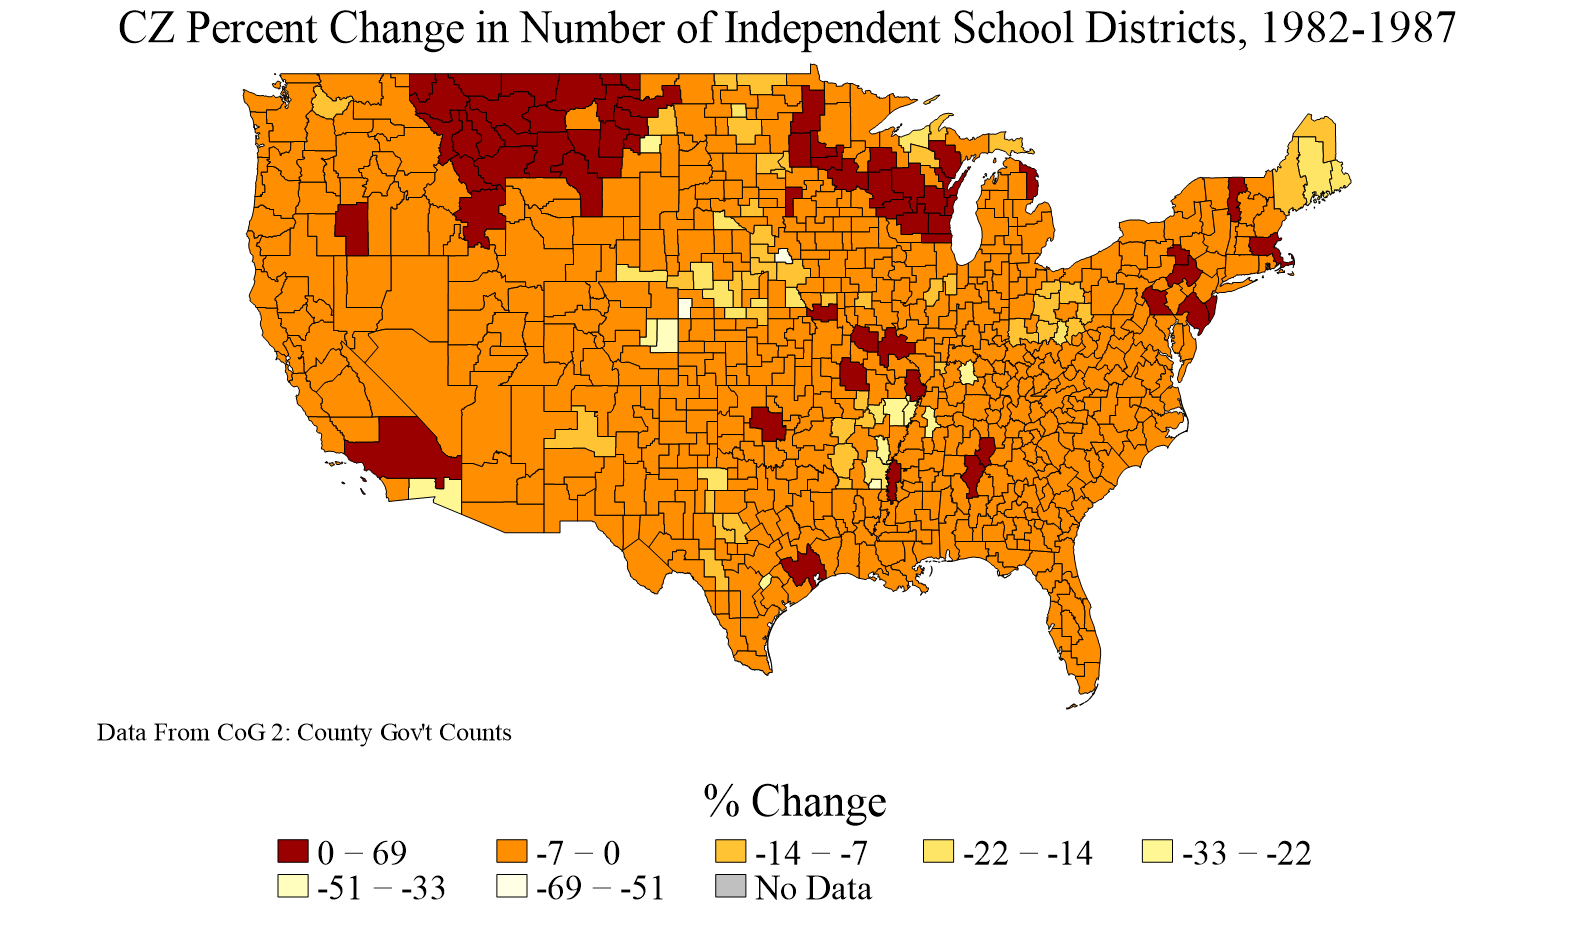 CZ Percent Change in Number of Independent School Districts, 1982-1987
Data From CoG 2: County Gov't Counts
% Change
0 − 69
-7 − 0
-14 − -7
-22 − -14
-33 − -22
-51 − -33
-69 − -51
No Data